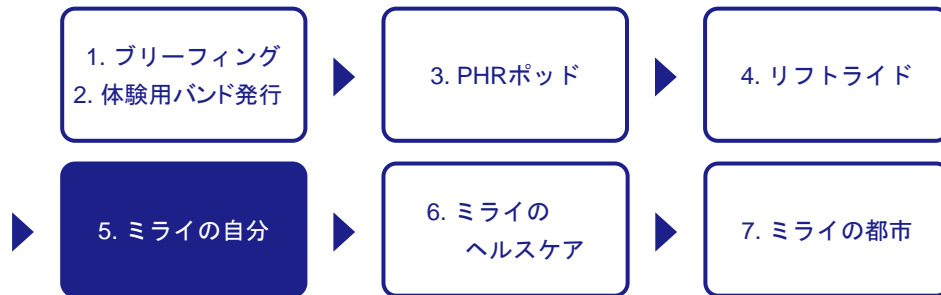 1. ブリーフィング
2. 体験用バンド発行
3. PHRポッド
4. リフトライド
5. ミライの自分
6. ミライの
ヘルスケア
7. ミライの都市